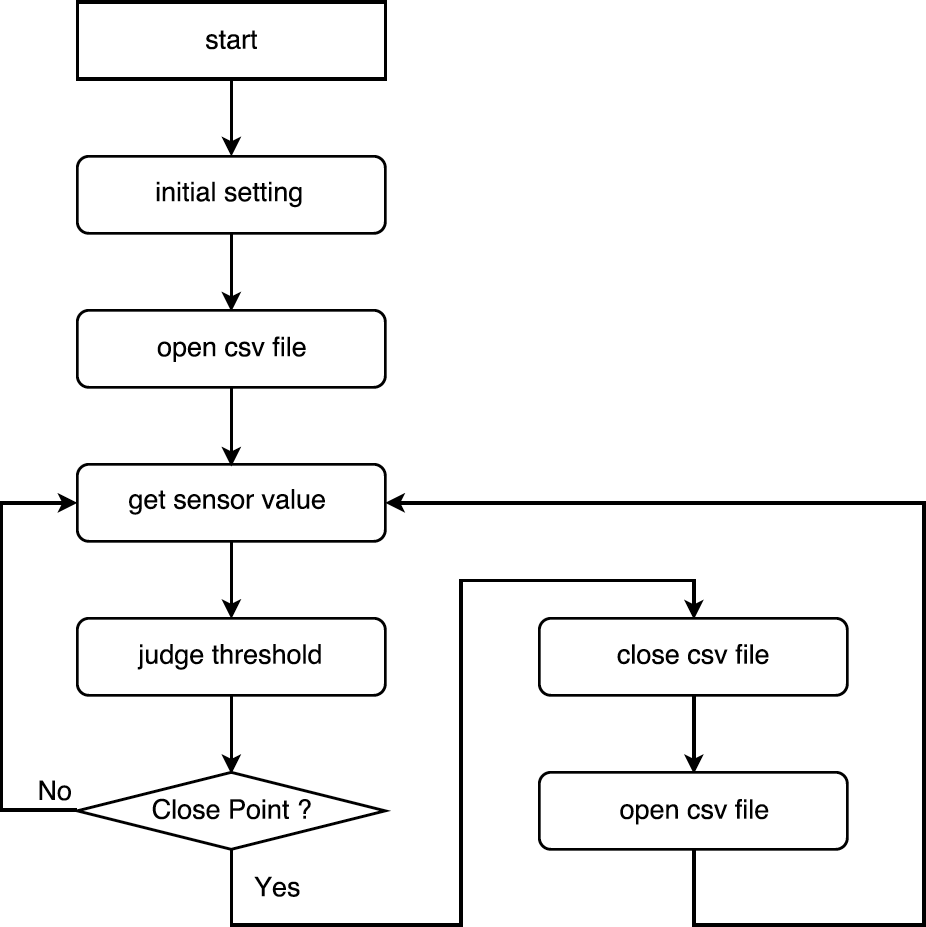 start
initial setting
open csv file
get sensor value
judge threshold
Close Point ?
No
Yes
close csv file
open csv file